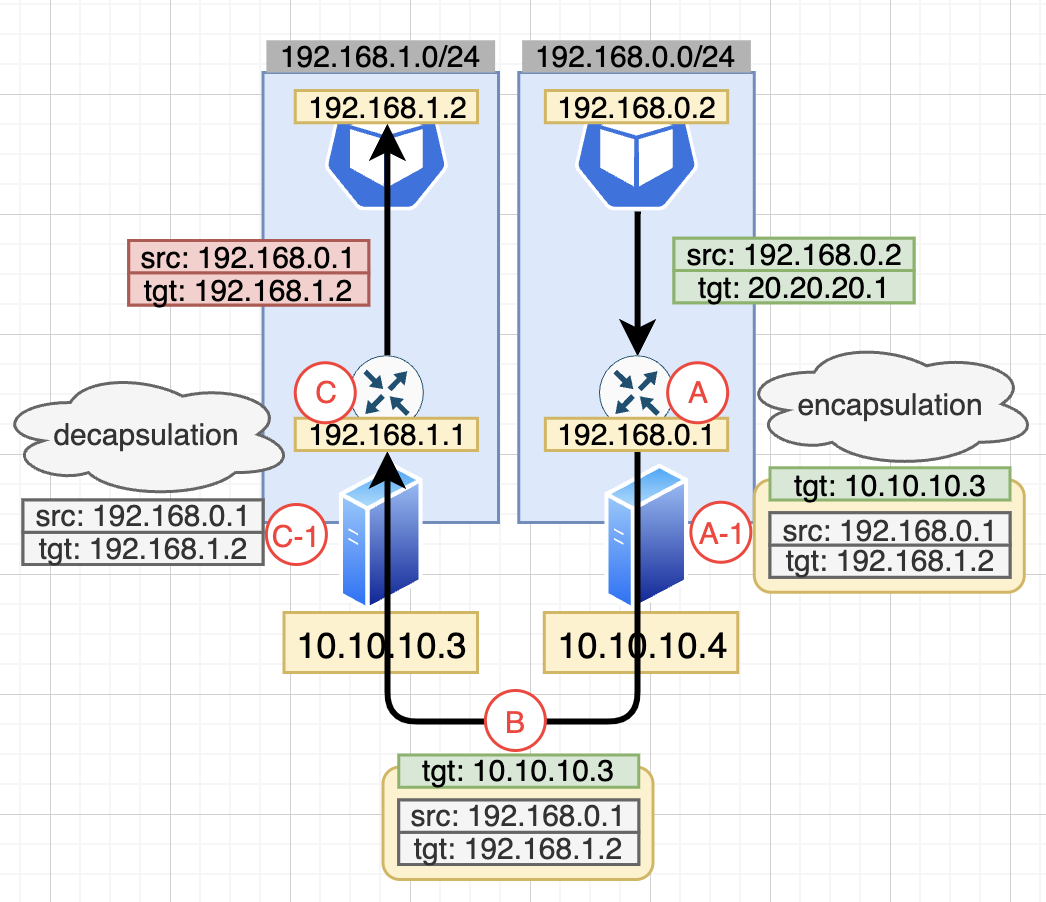 192.168.1.0/24
192.168.0.0/24
192.168.1.2
192.168.0.2
src: 192.168.0.1
tgt: 192.168.1.2
src: 192.168.0.2
tgt: 20.20.20.1
C
A
192.168.1.1
192.168.0.1
decapsulation
encapsulation
src: 192.168.0.1
tgt: 192.168.1.2
C-1
A-1
tgt: 10.10.10.3
src: 192.168.0.1
tgt: 192.168.1.2
10.10.10.3
10.10.10.4
B
tgt: 10.10.10.3
src: 192.168.0.1
tgt: 192.168.1.2